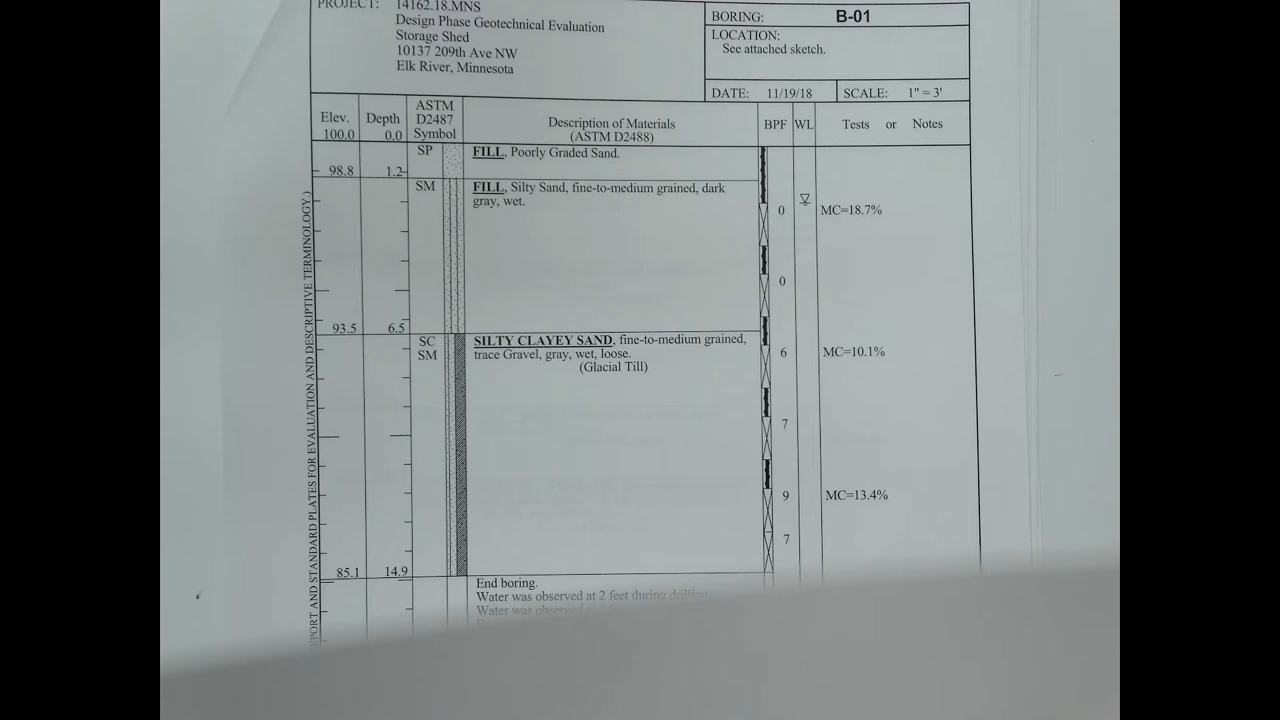 PROJECT: 14162.18.MNS
Design Phase Geotechnical Evaluation
Storage Shed
10137 209th Ave NW
Elk River, Minnesota
BORING: B-01
LOCATION:
See attached sketch.
DATE: 11/19/18 SCALE: 1" = 3'
Elev. 100.0
Depth 0.0
ASTM
D2487
Symbol
Description of Materials
(ASTM D2488)
BPF WL Tests or Notes
SP FILL, Poorly Graded Sand.
98.8 1.2
SM FILL, Silty Sand, fine-to-medium grained, dark
gray, wet.
0 MC=18.7%
0
93.5 6.5
SC SILTY CLAYEY SAND, fine-to-medium grained,
SM trace Gravel, gray, wet, loose.
(Glacial Till)
6 MC=10.1%
7
9 MC=13.4%
7
85.1 14.9
End boring.
Water was observed at 2 feet during drilling.
Water was observed at
PORT AND STANDARD PLATES FOR EVALUATION AND DESCRIPTIVE TERMINOLOGY.)